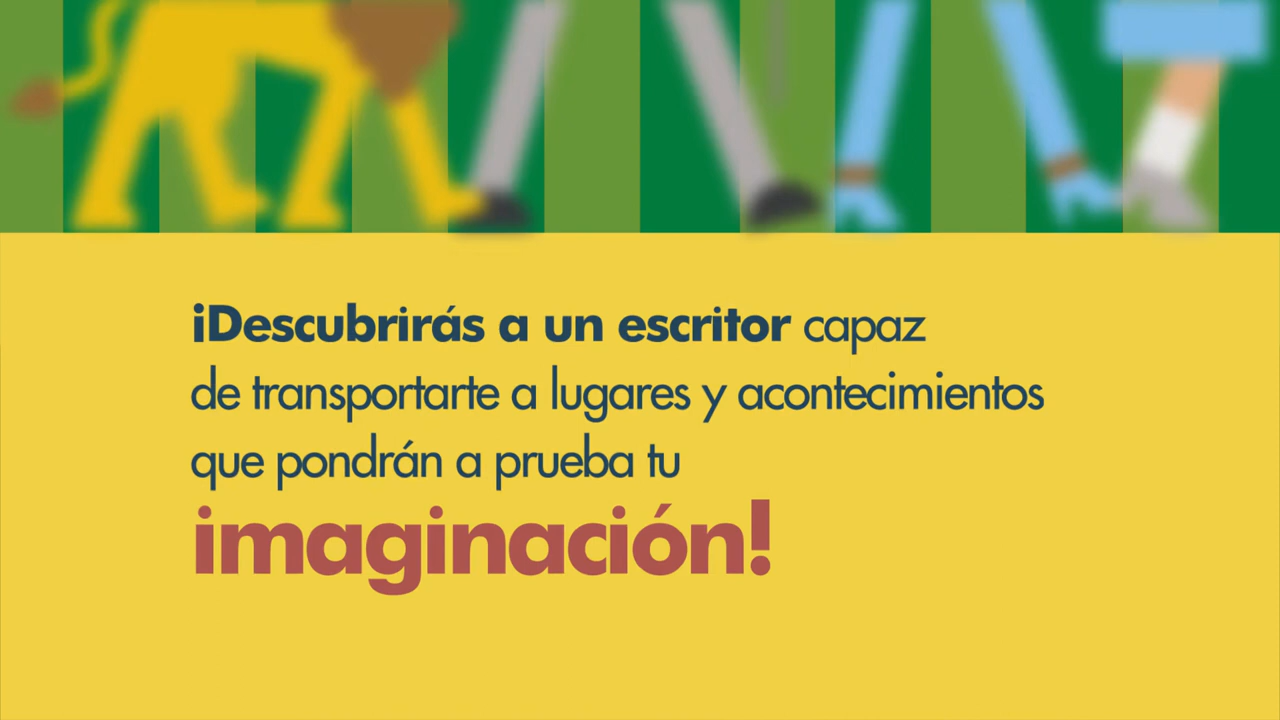 ¡Descubrirás a un escritor capaz
de transportarte a lugares y acontecimientos
que pondrán a prueba tu
imaginación!